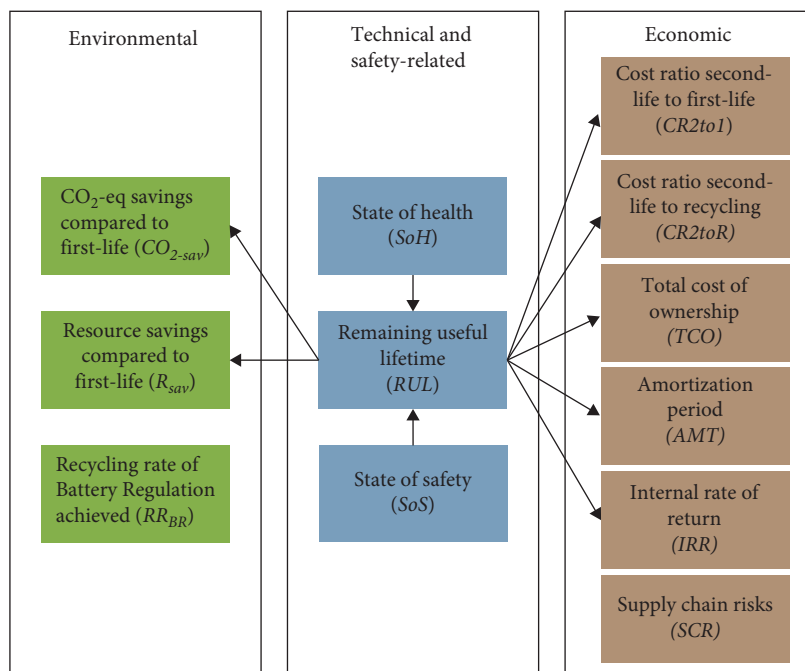 Environmental
CO₂-eq savings
compared to
first-life (CO₂₋sav)
Resource savings
compared to
first-life (Rsav)
Recycling rate of
Battery Regulation
achieved (RRBR)
Technical and
safety-related
State of health
(SoH)
Remaining useful
lifetime
(RUL)
State of safety
(SoS)
Economic
Cost ratio second-
life to first-life
(CR2to1)
Cost ratio second-
life to recycling
(CR2toR)
Total cost of
ownership
(TCO)
Amortization
period
(AMT)
Internal rate of
return
(IRR)
Supply chain risks
(SCR)